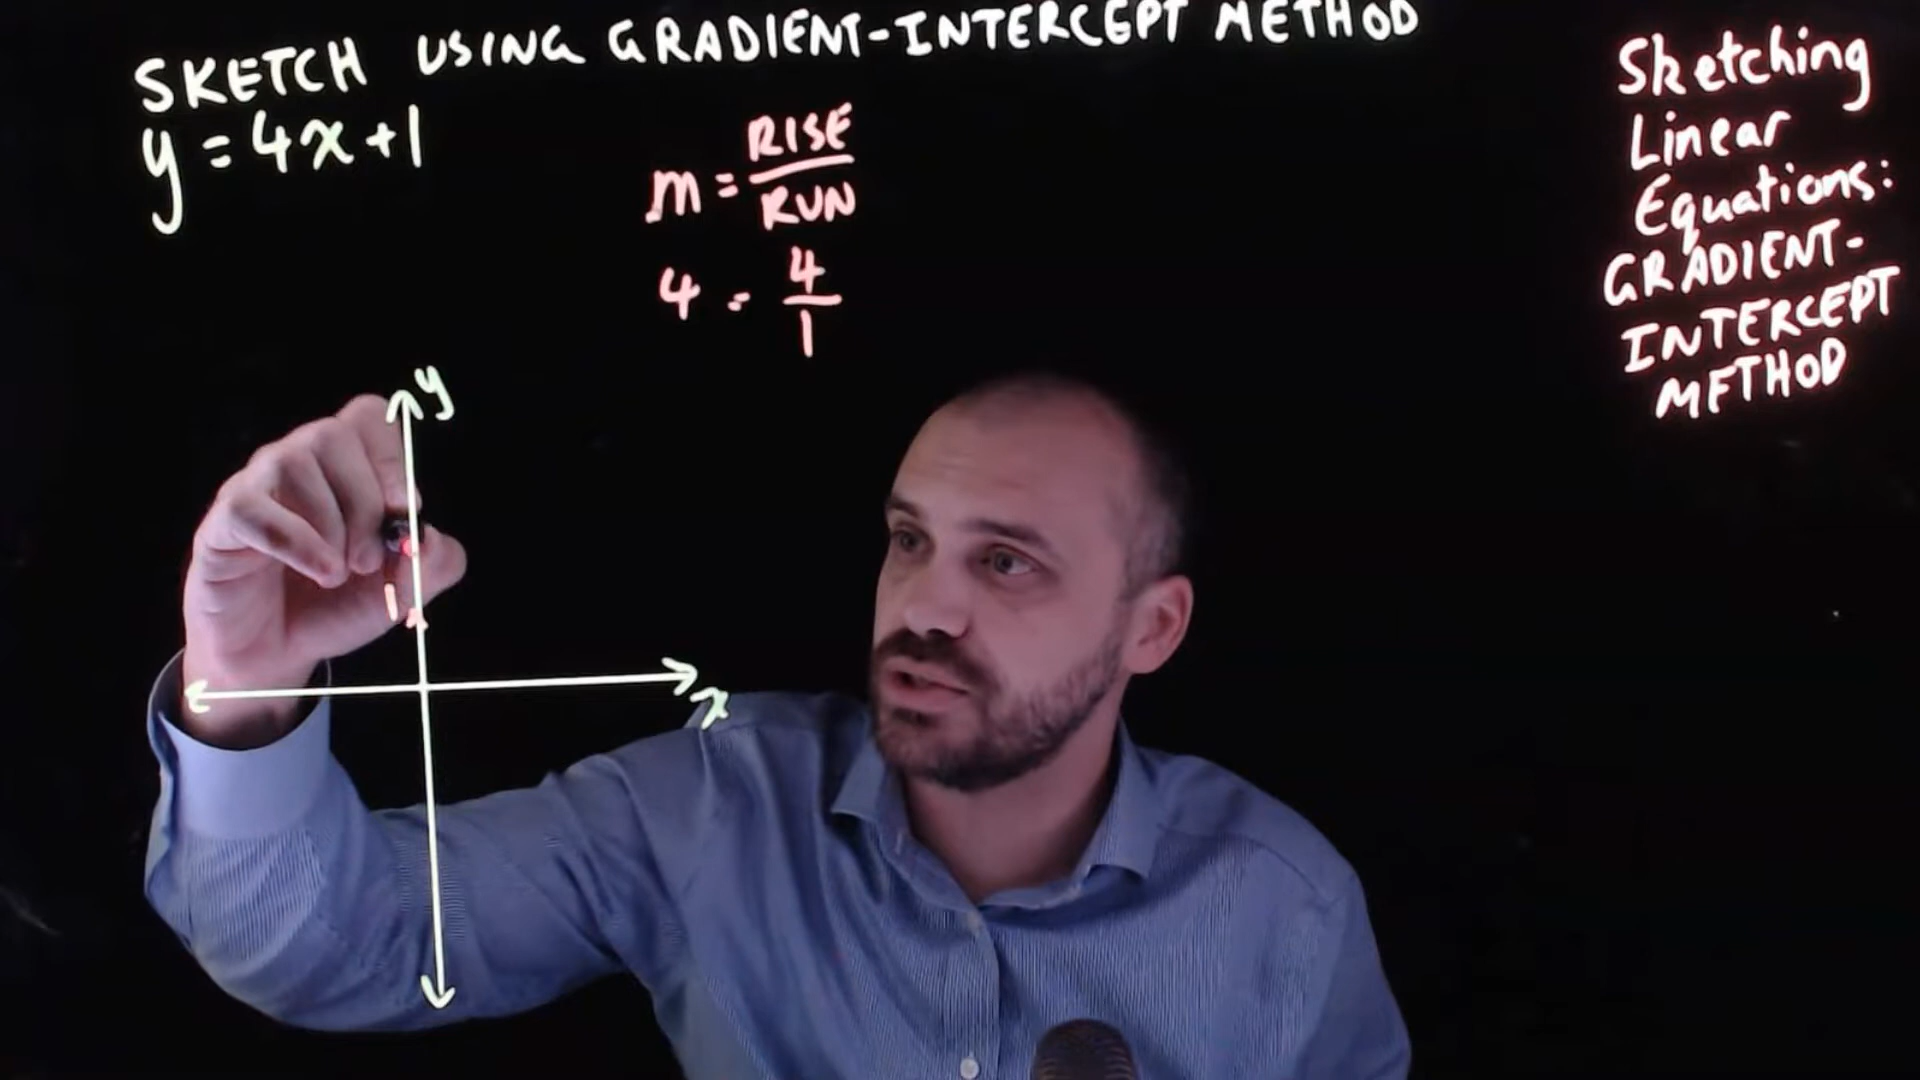 SKETCH USING GRADIENT-INTERCEPT METHOD
y=4x+1
m = RISE
RUN
4 = 4
1
y
1
x
Sketching
Linear
Equations:
GRADIENT-
INTERCEPT
METHOD